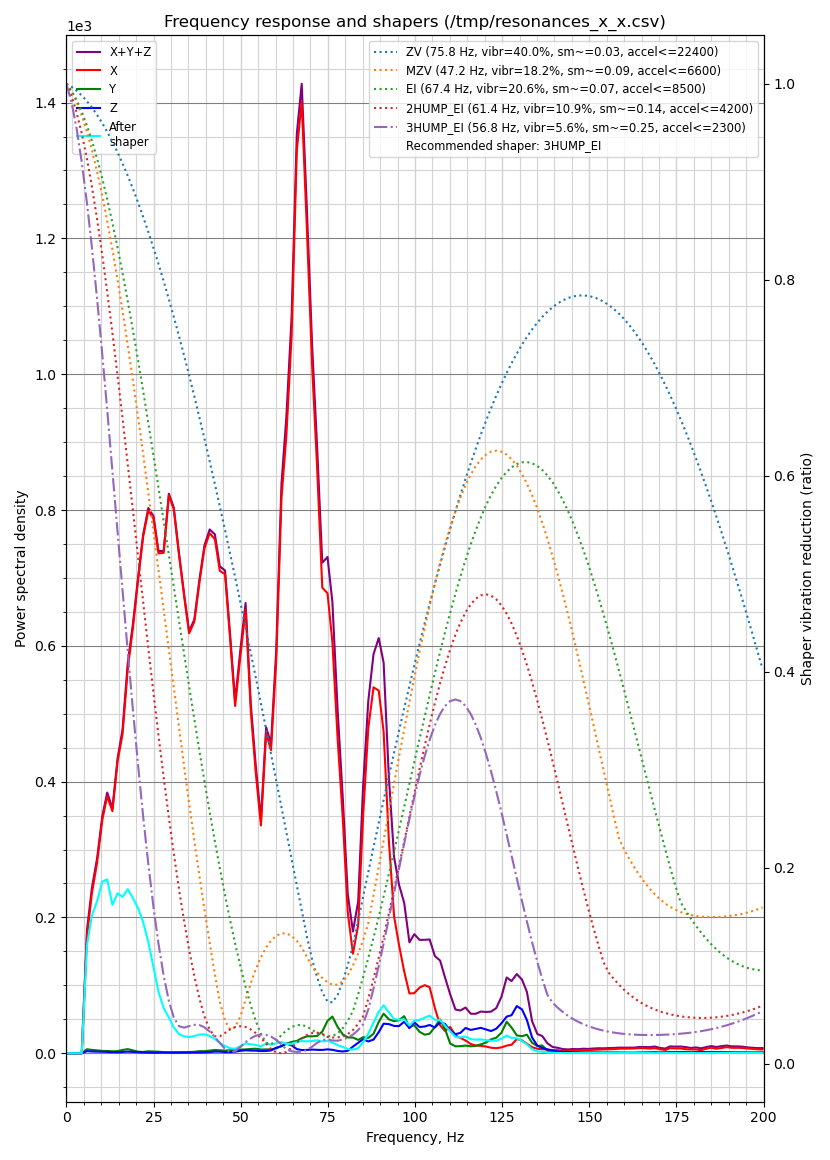 Frequency response and shapers (/tmp/resonances_x_x.csv)
1e3
X+Y+Z
X
Y
Z
After
shaper
ZV (75.8 Hz, vibr=40.0%, sm~=0.03, accel<=22400)
MZV (47.2 Hz, vibr=18.2%, sm~=0.09, accel<=6600)
EI (67.4 Hz, vibr=20.6%, sm~=0.07, accel<=8500)
2HUMP_EI (61.4 Hz, vibr=10.9%, sm~=0.14, accel<=4200)
3HUMP_EI (56.8 Hz, vibr=5.6%, sm~=0.25, accel<=2300)
Recommended shaper: 3HUMP_EI
Power spectral density
1.4
1.2
1.0
0.8
0.6
0.4
0.2
0.0
1.0
0.8
0.6
0.4
0.2
0.0
Shaper vibration reduction (ratio)
0 25 50 75 100 125 150 175 200
Frequency, Hz